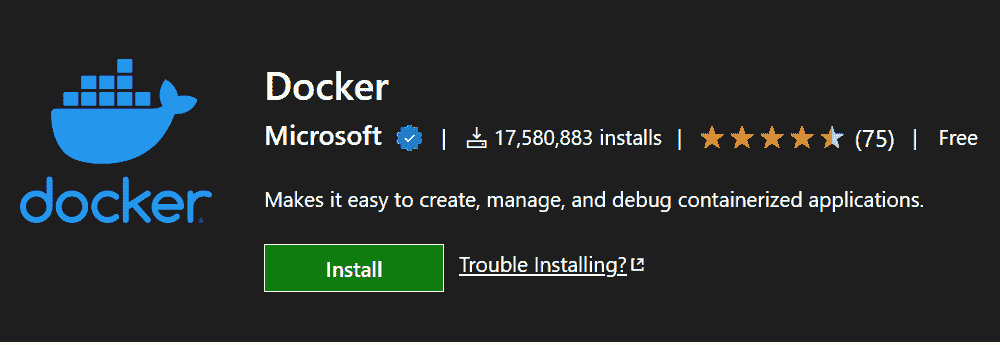 docker.
Docker
Microsoft | 17,580,883 installs | (75) | Free
Makes it easy to create, manage, and debug containerized applications.
Install Trouble Installing?